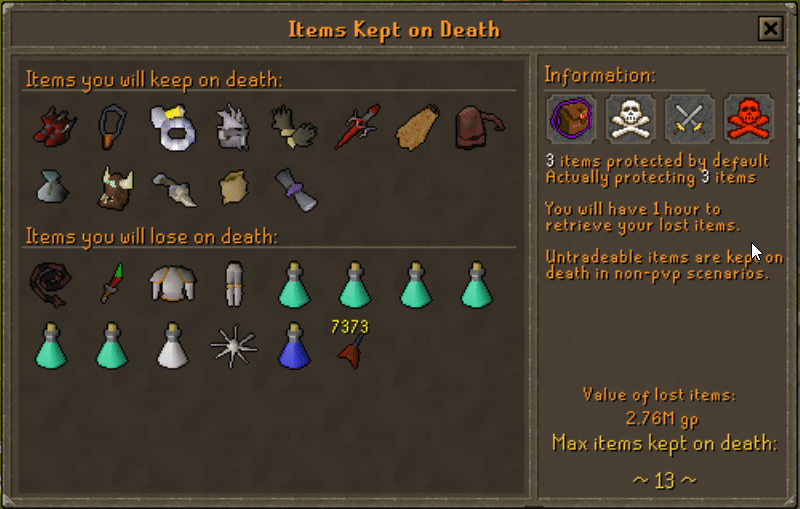 Items Kept on Death
Items you will keep on death:
Items you will lose on death:
7373
Information:
3 items protected by default
Actually protecting 3 items
You will have 1 hour to
retrieve your lost items.
Untradeable items are kept on
death in non-pvp scenarios.
Value of lost items:
2.76M gp
Max items kept on death:
~ 13 ~